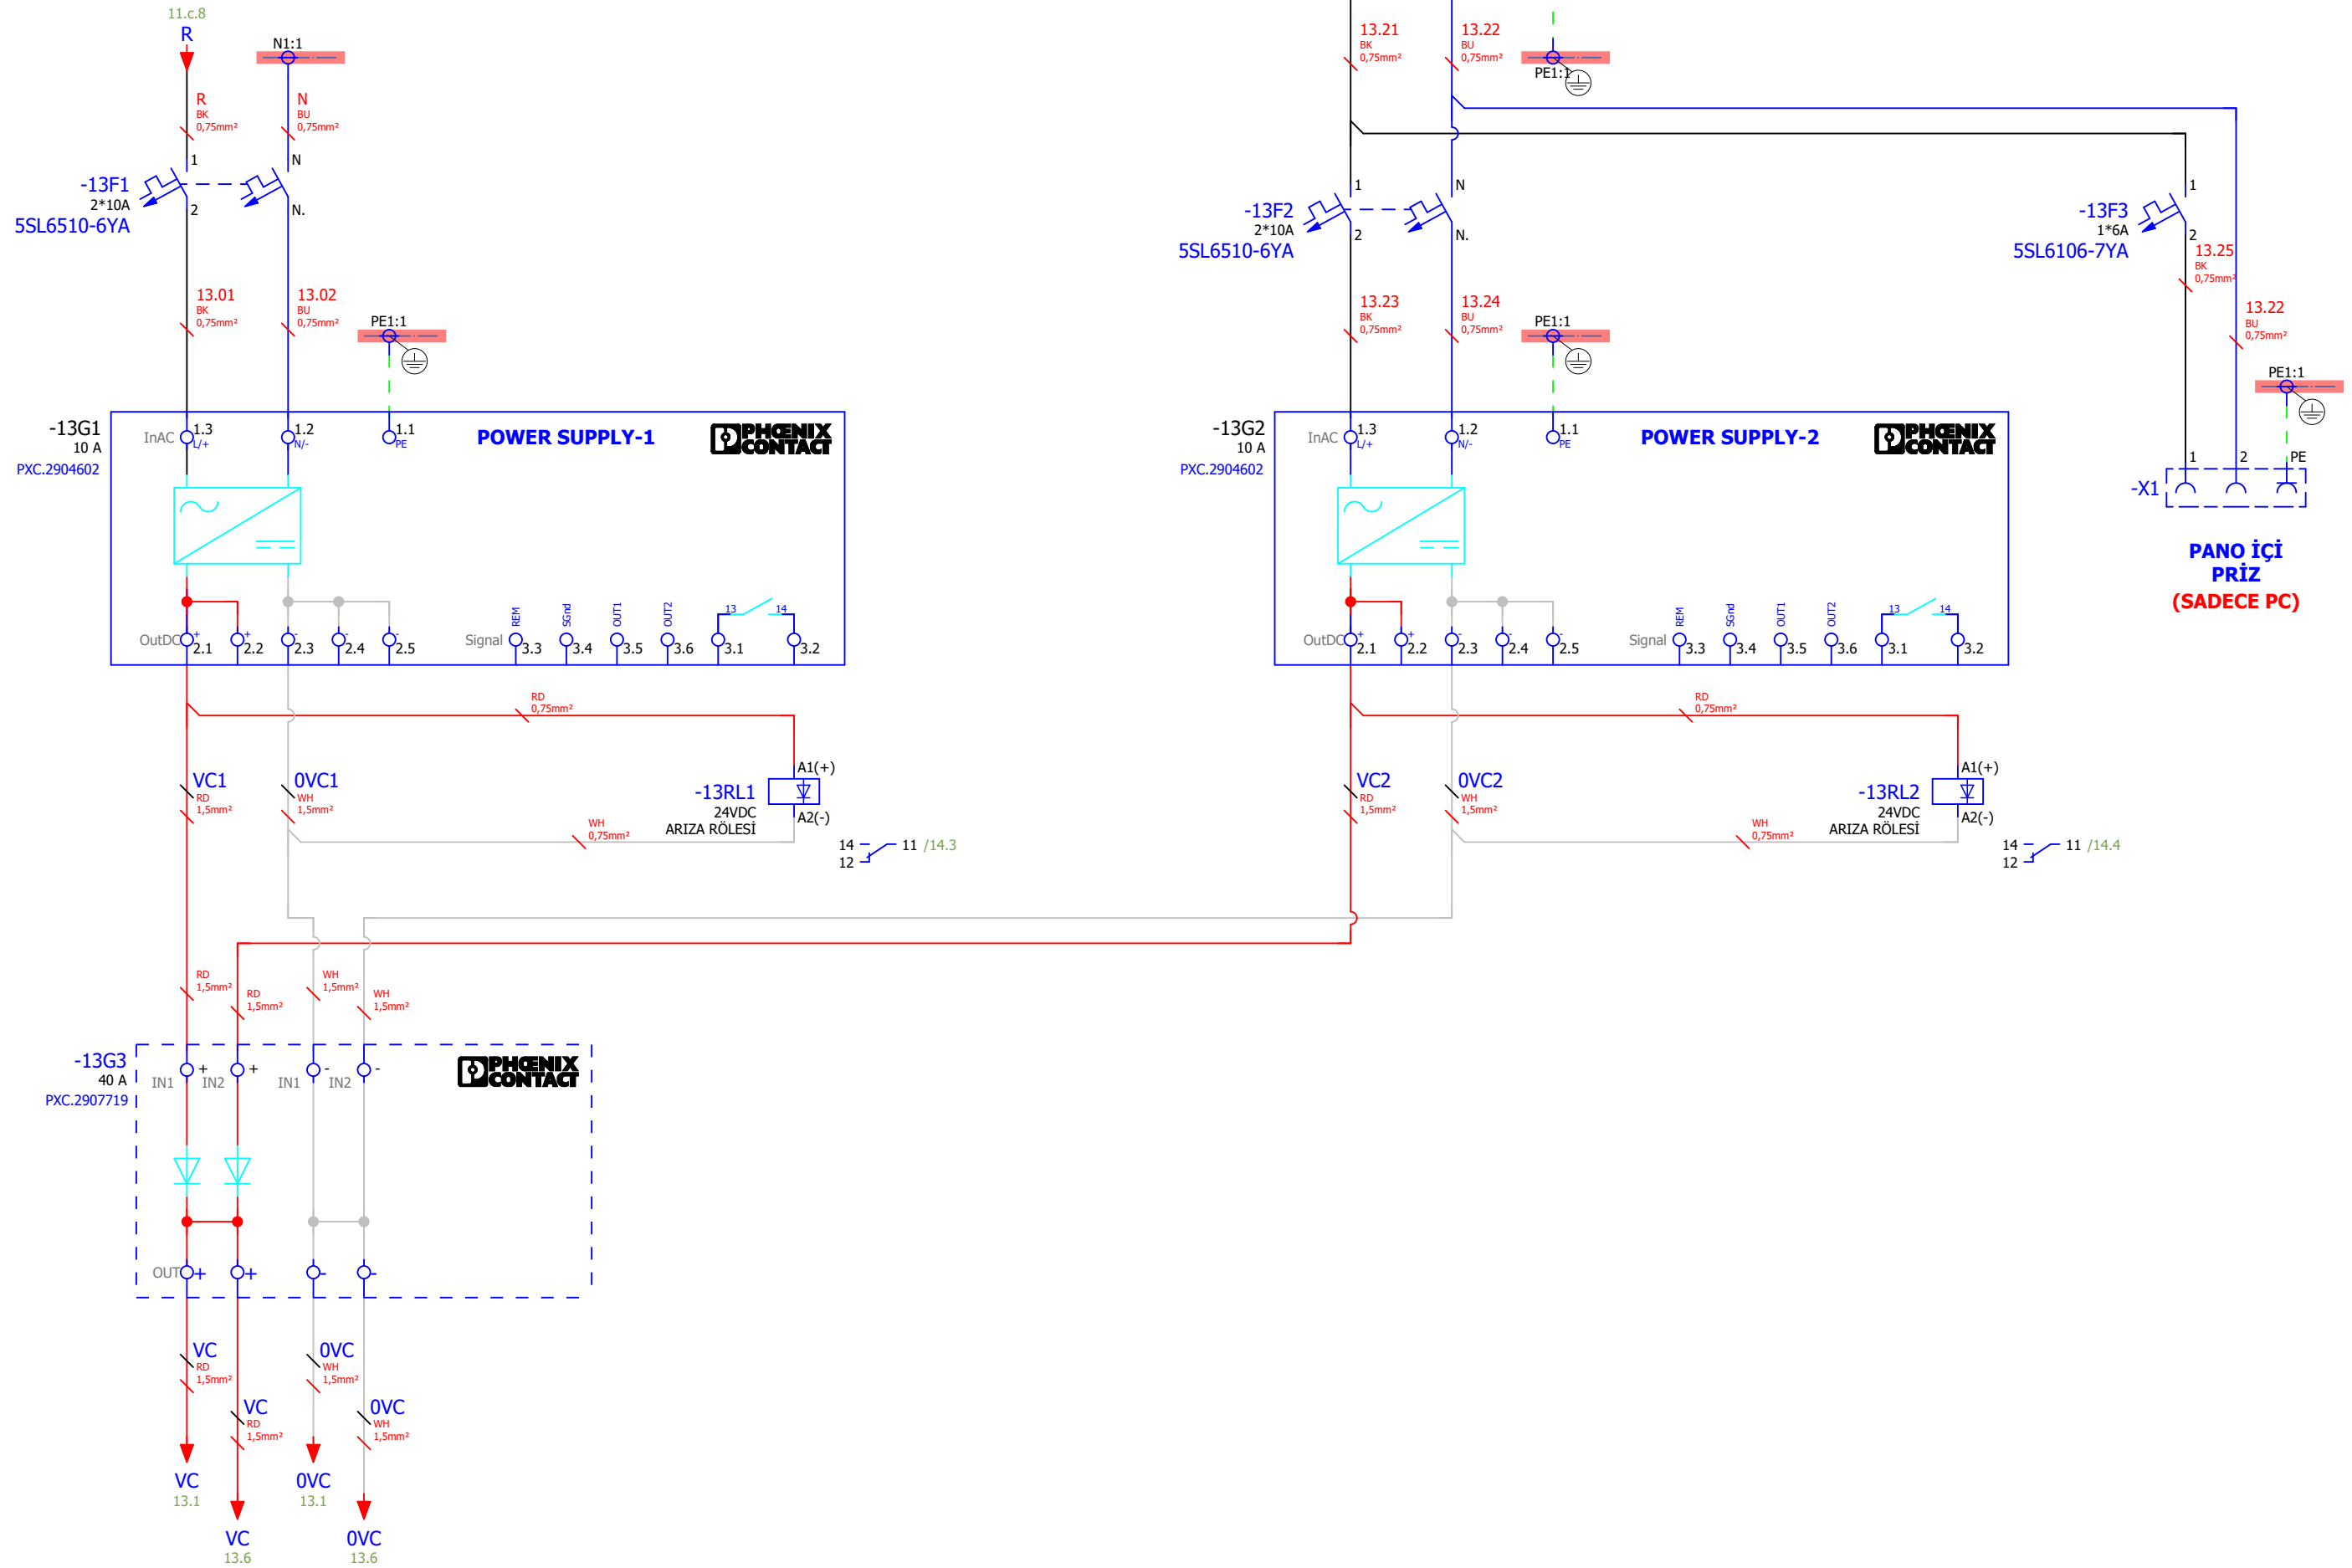 11.c.8
R
N1:1
R
BK
0,75mm²
N
BU
0,75mm²
-13F1
2*10A
5SL6510-6YA
1
2
N
N.
13.01
BK
0,75mm²
13.02
BU
0,75mm²
PE1:1
-13G1
10 A
PXC.2904602
InAC
1.3
L/+
1.2
N/-
1.1
PE
POWER SUPPLY-1
PHŒNIX
CONTACT
OutDC
+
2.1
+
2.2
-
2.3
-
2.4
-
2.5
Signal
REM
3.3
SGnd
3.4
OUT1
3.5
OUT2
3.6
13
14
3.1
3.2
RD
0,75mm²
VC1
RD
1,5mm²
0VC1
WH
1,5mm²
WH
0,75mm²
-13RL1
24VDC
ARIZA RÖLESİ
A1(+)
A2(-)
14
12
11 /14.3
13.21
BK
0,75mm²
13.22
BU
0,75mm²
PE1:1
-13F2
2*10A
5SL6510-6YA
1
2
N
N.
13.23
BK
0,75mm²
13.24
BU
0,75mm²
PE1:1
-13F3
1*6A
5SL6106-7YA
1
2
13.25
BK
0,75mm²
13.22
BU
0,75mm²
PE1:1
-X1
1
2
PE
PANO İÇİ
PRİZ
(SADECE PC)
-13G2
10 A
PXC.2904602
InAC
1.3
L/+
1.2
N/-
1.1
PE
POWER SUPPLY-2
PHŒNIX
CONTACT
OutDC
+
2.1
+
2.2
-
2.3
-
2.4
-
2.5
Signal
REM
3.3
SGnd
3.4
OUT1
3.5
OUT2
3.6
13
14
3.1
3.2
RD
0,75mm²
VC2
RD
1,5mm²
0VC2
WH
1,5mm²
WH
0,75mm²
-13RL2
24VDC
ARIZA RÖLESİ
A1(+)
A2(-)
14
12
11 /14.4
RD
1,5mm²
RD
1,5mm²
WH
1,5mm²
WH
1,5mm²
-13G3
40 A
PXC.2907719
+
IN1
+
IN2
-
IN1
-
IN2
PHŒNIX
CONTACT
OUT
+
+
-
-
VC
RD
1,5mm²
VC
RD
1,5mm²
0VC
WH
1,5mm²
0VC
WH
1,5mm²
VC
13.1
VC
13.6
0VC
13.1
0VC
13.6